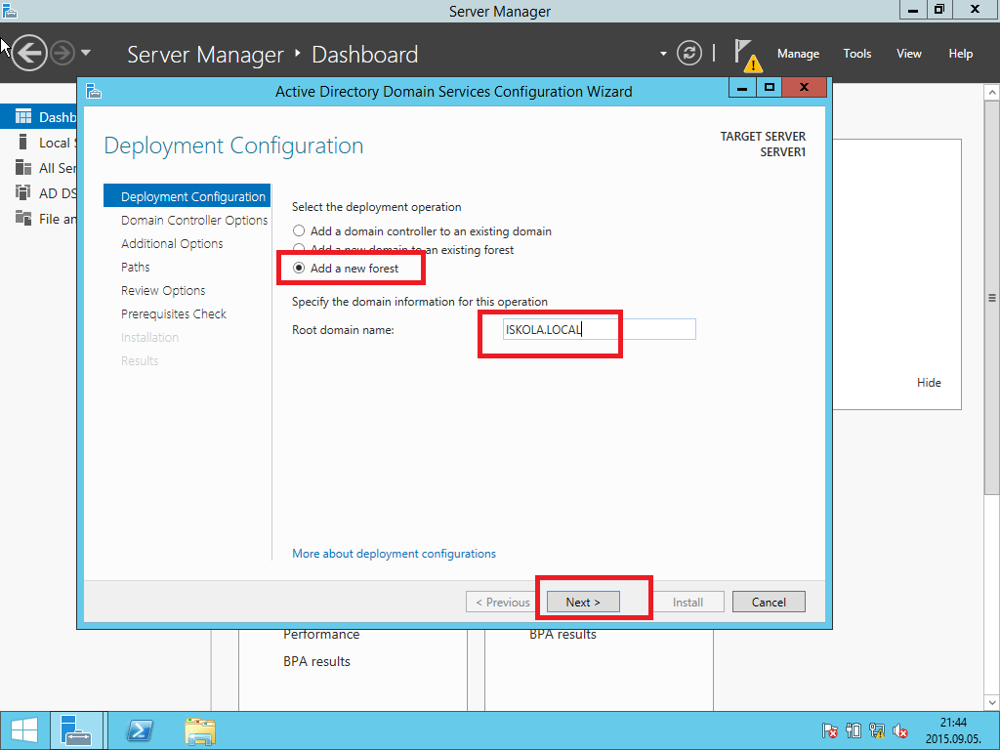 Server Manager
Server Manager ‣ Dashboard
Manage Tools View Help
Active Directory Domain Services Configuration Wizard
Dashb
Local S
All Ser
AD DS
File an
Deployment Configuration
TARGET SERVER
SERVER1
Deployment Configuration
Domain Controller Options
Additional Options
Paths
Review Options
Prerequisites Check
Installation
Results
Select the deployment operation
Add a domain controller to an existing domain
Add a new domain to an existing forest
Add a new forest
Specify the domain information for this operation
Root domain name: ISKOLA.LOCAL
More about deployment configurations
Hide
< Previous Next > Install Cancel
Performance
BPA results
BPA results
21:44
2015.09.05.